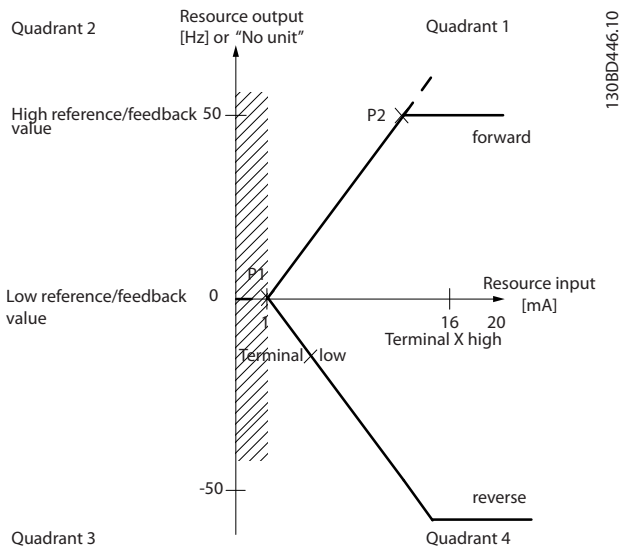 Quadrant 2
Resource output
[Hz] or “No unit”
Quadrant 1
130BD446.10
High reference/feedback
value
50
P2
forward
P1
Low reference/feedback
value
0
Resource input
[mA]
1
16
20
Terminal X high
Terminal X low
-50
reverse
Quadrant 3
Quadrant 4